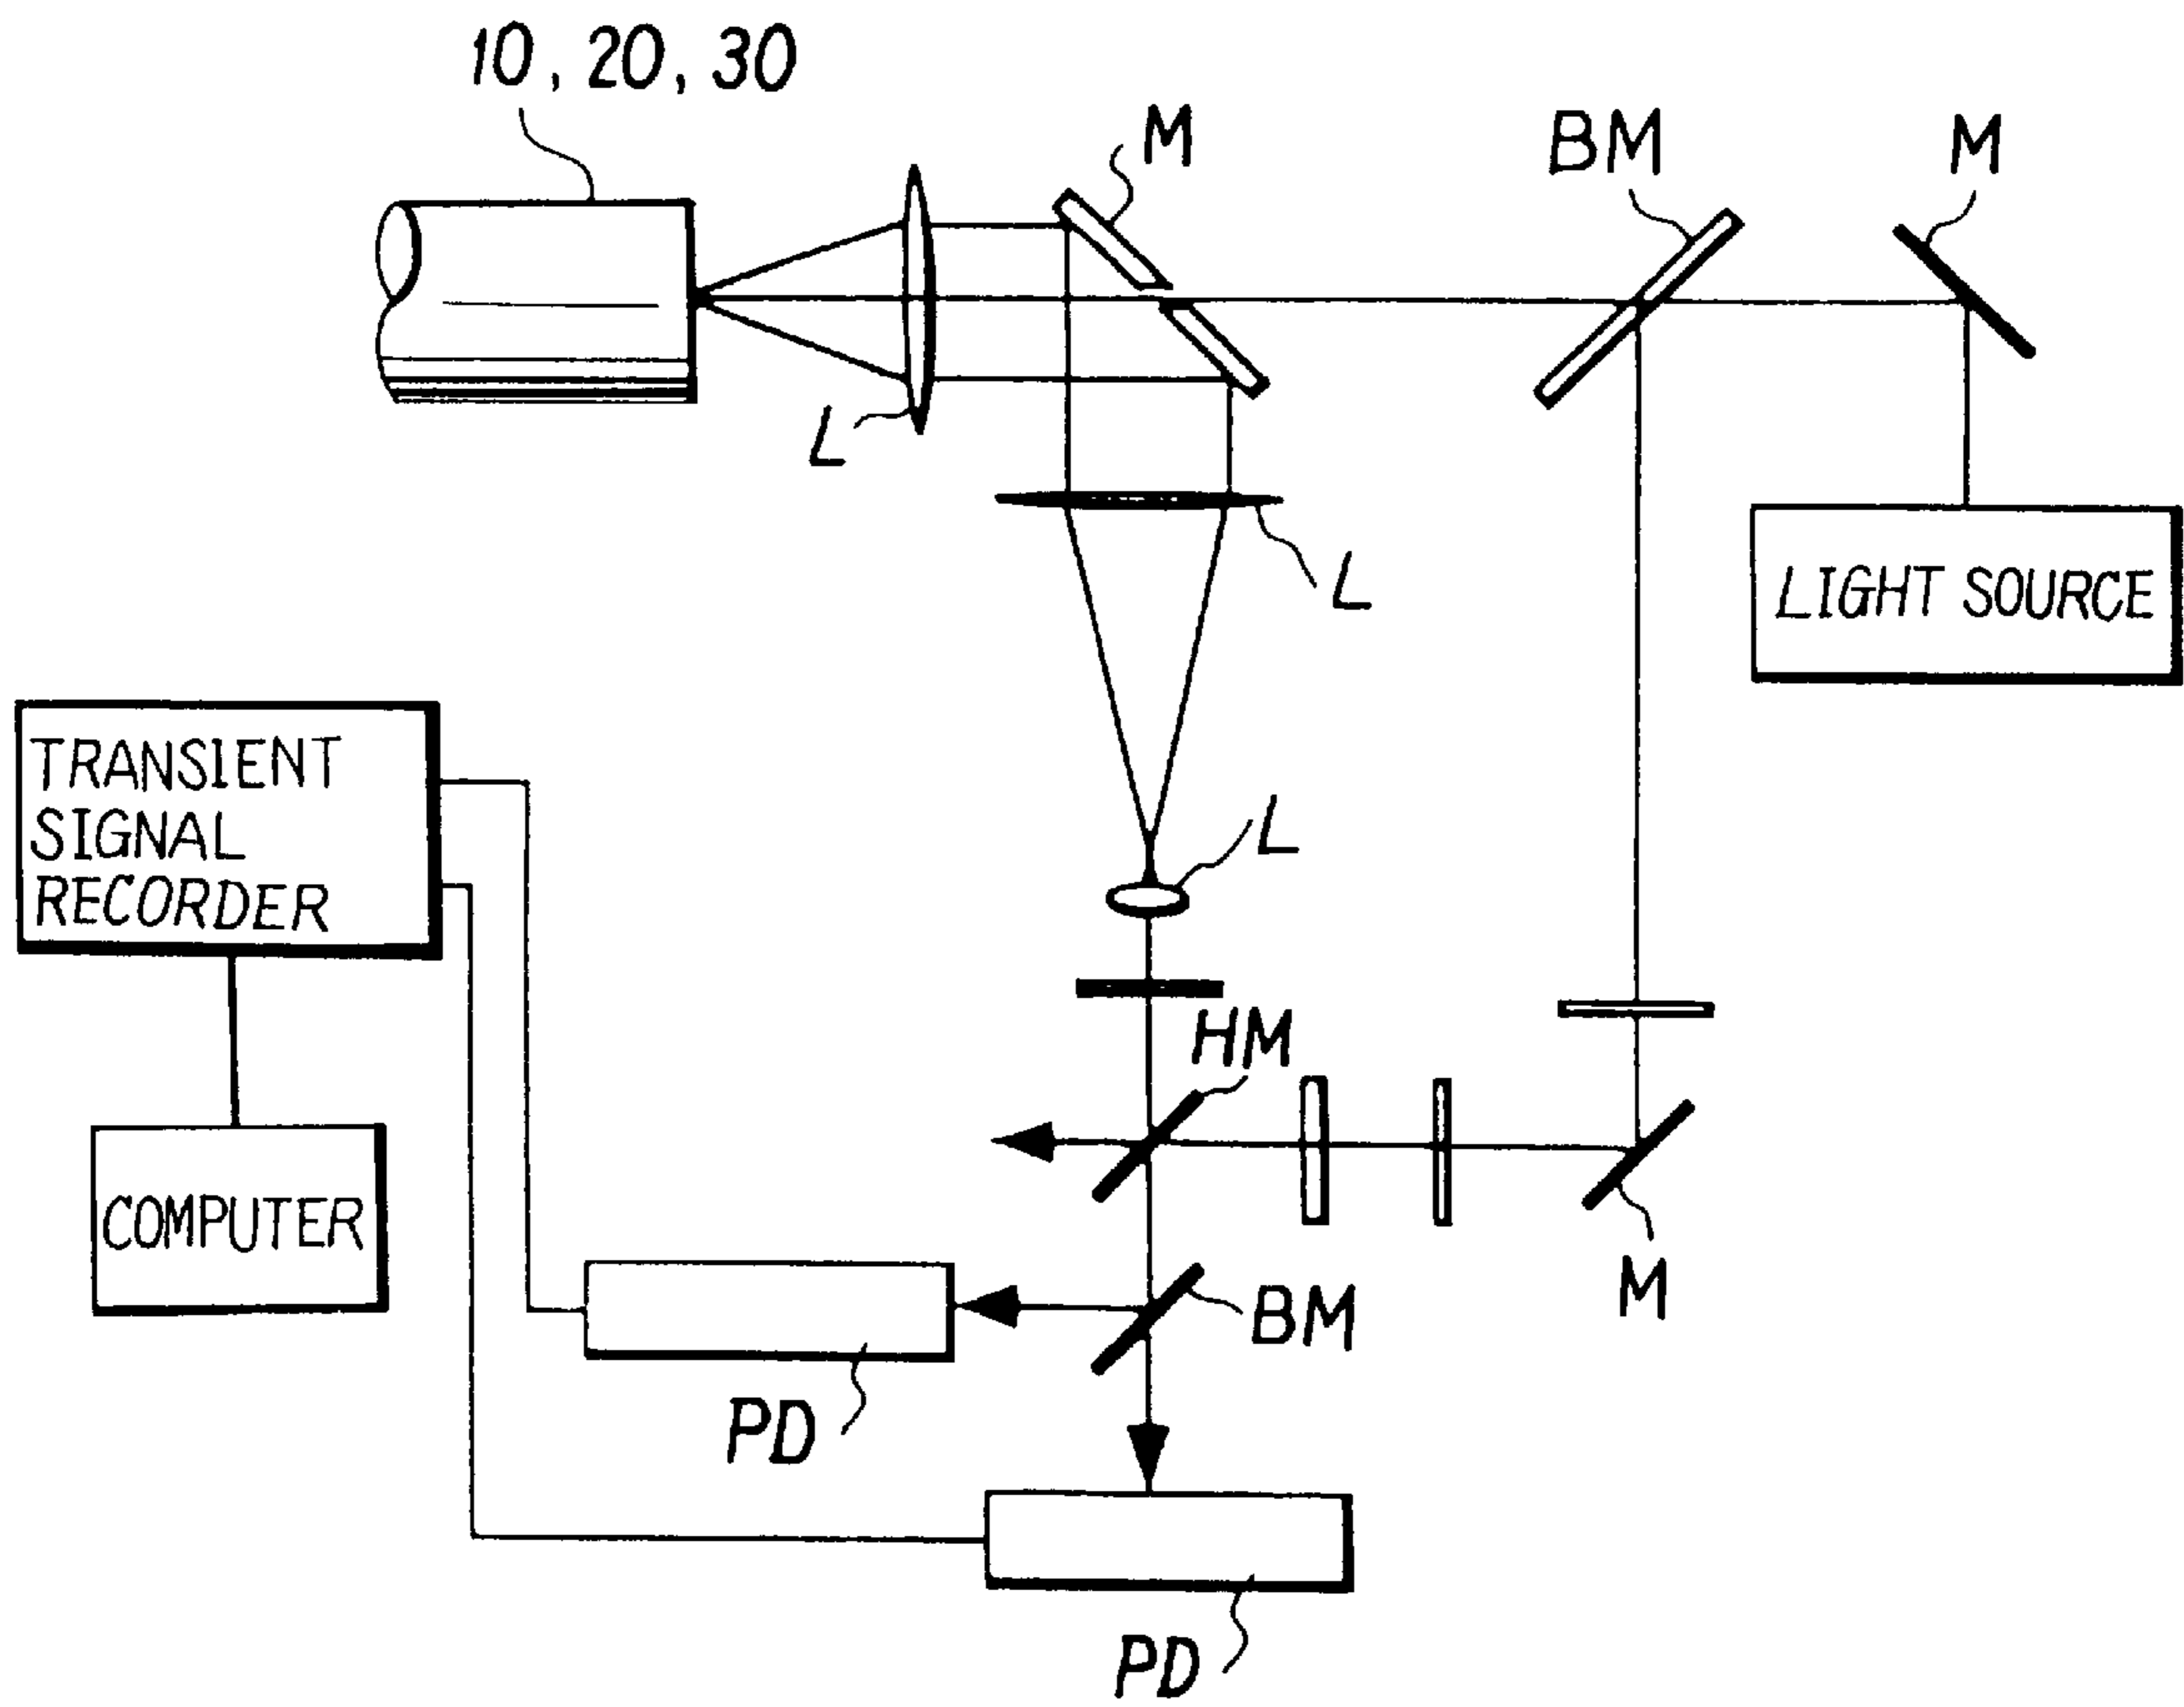 10, 20, 30
M
BM
M
L
L
LIGHT SOURCE
TRANSIENT
SIGNAL
RECORDER
L
HM
COMPUTER
M
BM
PD
PD